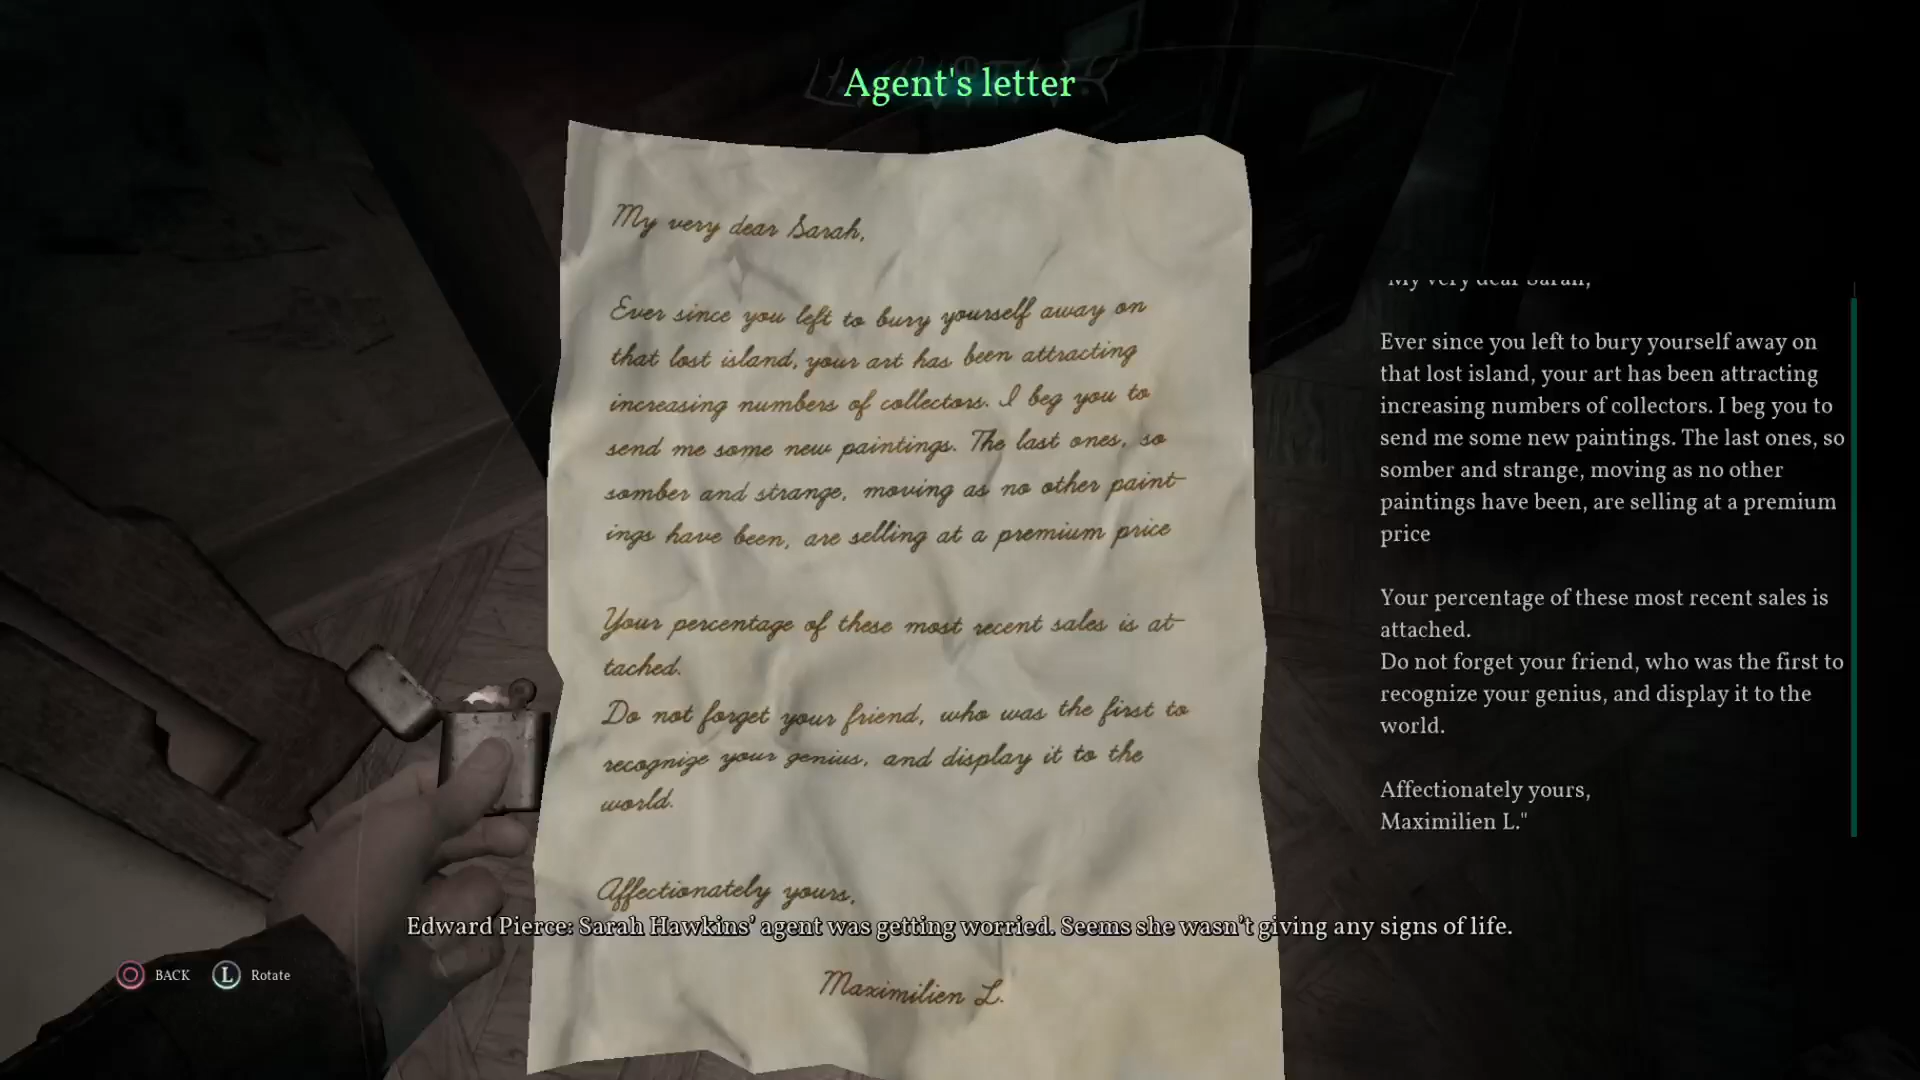 Agent's letter
My very dear Sarah,
Ever since you left to bury yourself away on
that lost island, your art has been attracting
increasing numbers of collectors. I beg you to
send me some new paintings. The last ones, so
somber and strange, moving as no other paint-
ings have been, are selling at a premium price
Your percentage of these most recent sales is at-
tached.
Do not forget your friend, who was the first to
recognize your genius, and display it to the
world.
Affectionately yours,
Maximilien L.
"My very dear Sarah,
Ever since you left to bury yourself away on
that lost island, your art has been attracting
increasing numbers of collectors. I beg you to
send me some new paintings. The last ones, so
somber and strange, moving as no other
paintings have been, are selling at a premium
price
Your percentage of these most recent sales is
attached.
Do not forget your friend, who was the first to
recognize your genius, and display it to the
world.
Affectionately yours,
Maximilien L."
Edward Pierce: Sarah Hawkins' agent was getting worried. Seems she wasn't giving any signs of life.
BACK
L Rotate